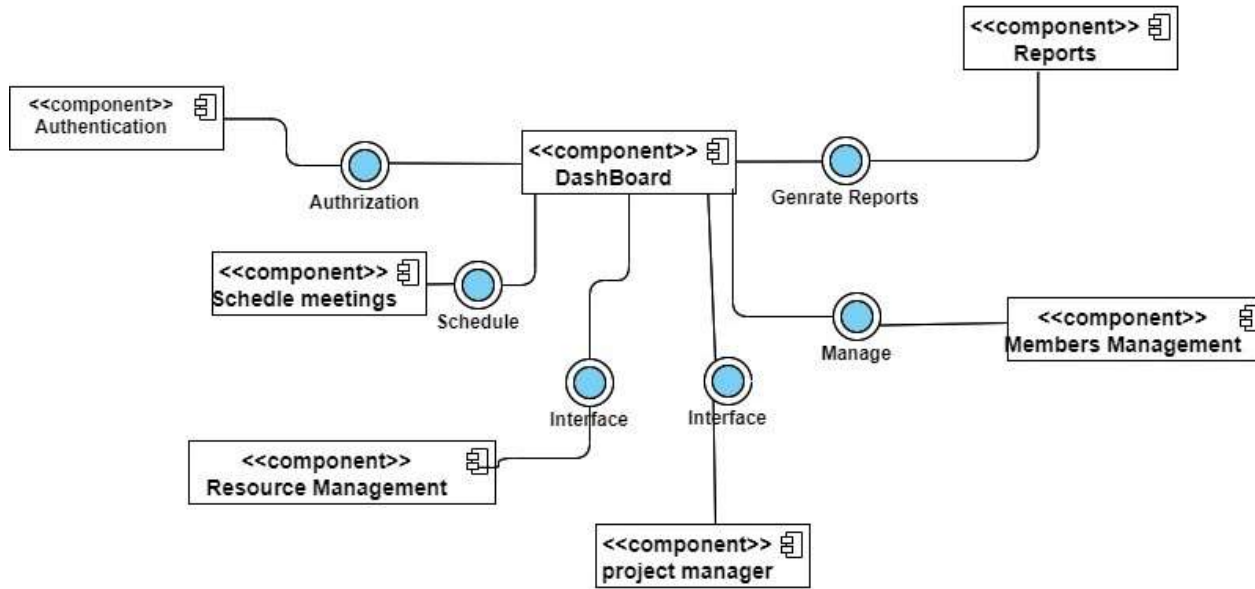 <<component>>
Reports
<<component>>
Authentication
<<component>>
DashBoard
Authrization
Genrate Reports
<<component>>
Schedle meetings
Schedule
<<component>>
Members Management
Manage
Interface
Interface
<<component>>
Resource Management
<<component>>
project manager